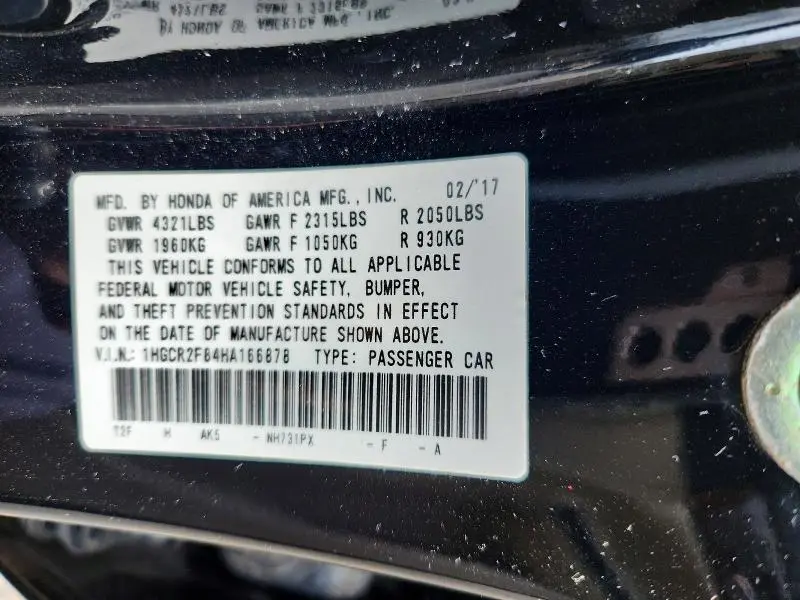 MFD. BY HONDA OF AMERICA MFG., INC. 02/'17
GVWR 4321LBS GAWR F 2315LBS R 2050LBS
GVWR 1960KG GAWR F 1050KG R 930KG
THIS VEHICLE CONFORMS TO ALL APPLICABLE
FEDERAL MOTOR VEHICLE SAFETY, BUMPER,
AND THEFT PREVENTION STANDARDS IN EFFECT
ON THE DATE OF MANUFACTURE SHOWN ABOVE.
V.I.N.: 1HGCR2F84HA166878 TYPE: PASSENGER CAR
T2F H AK5 - NH731PX - F - A